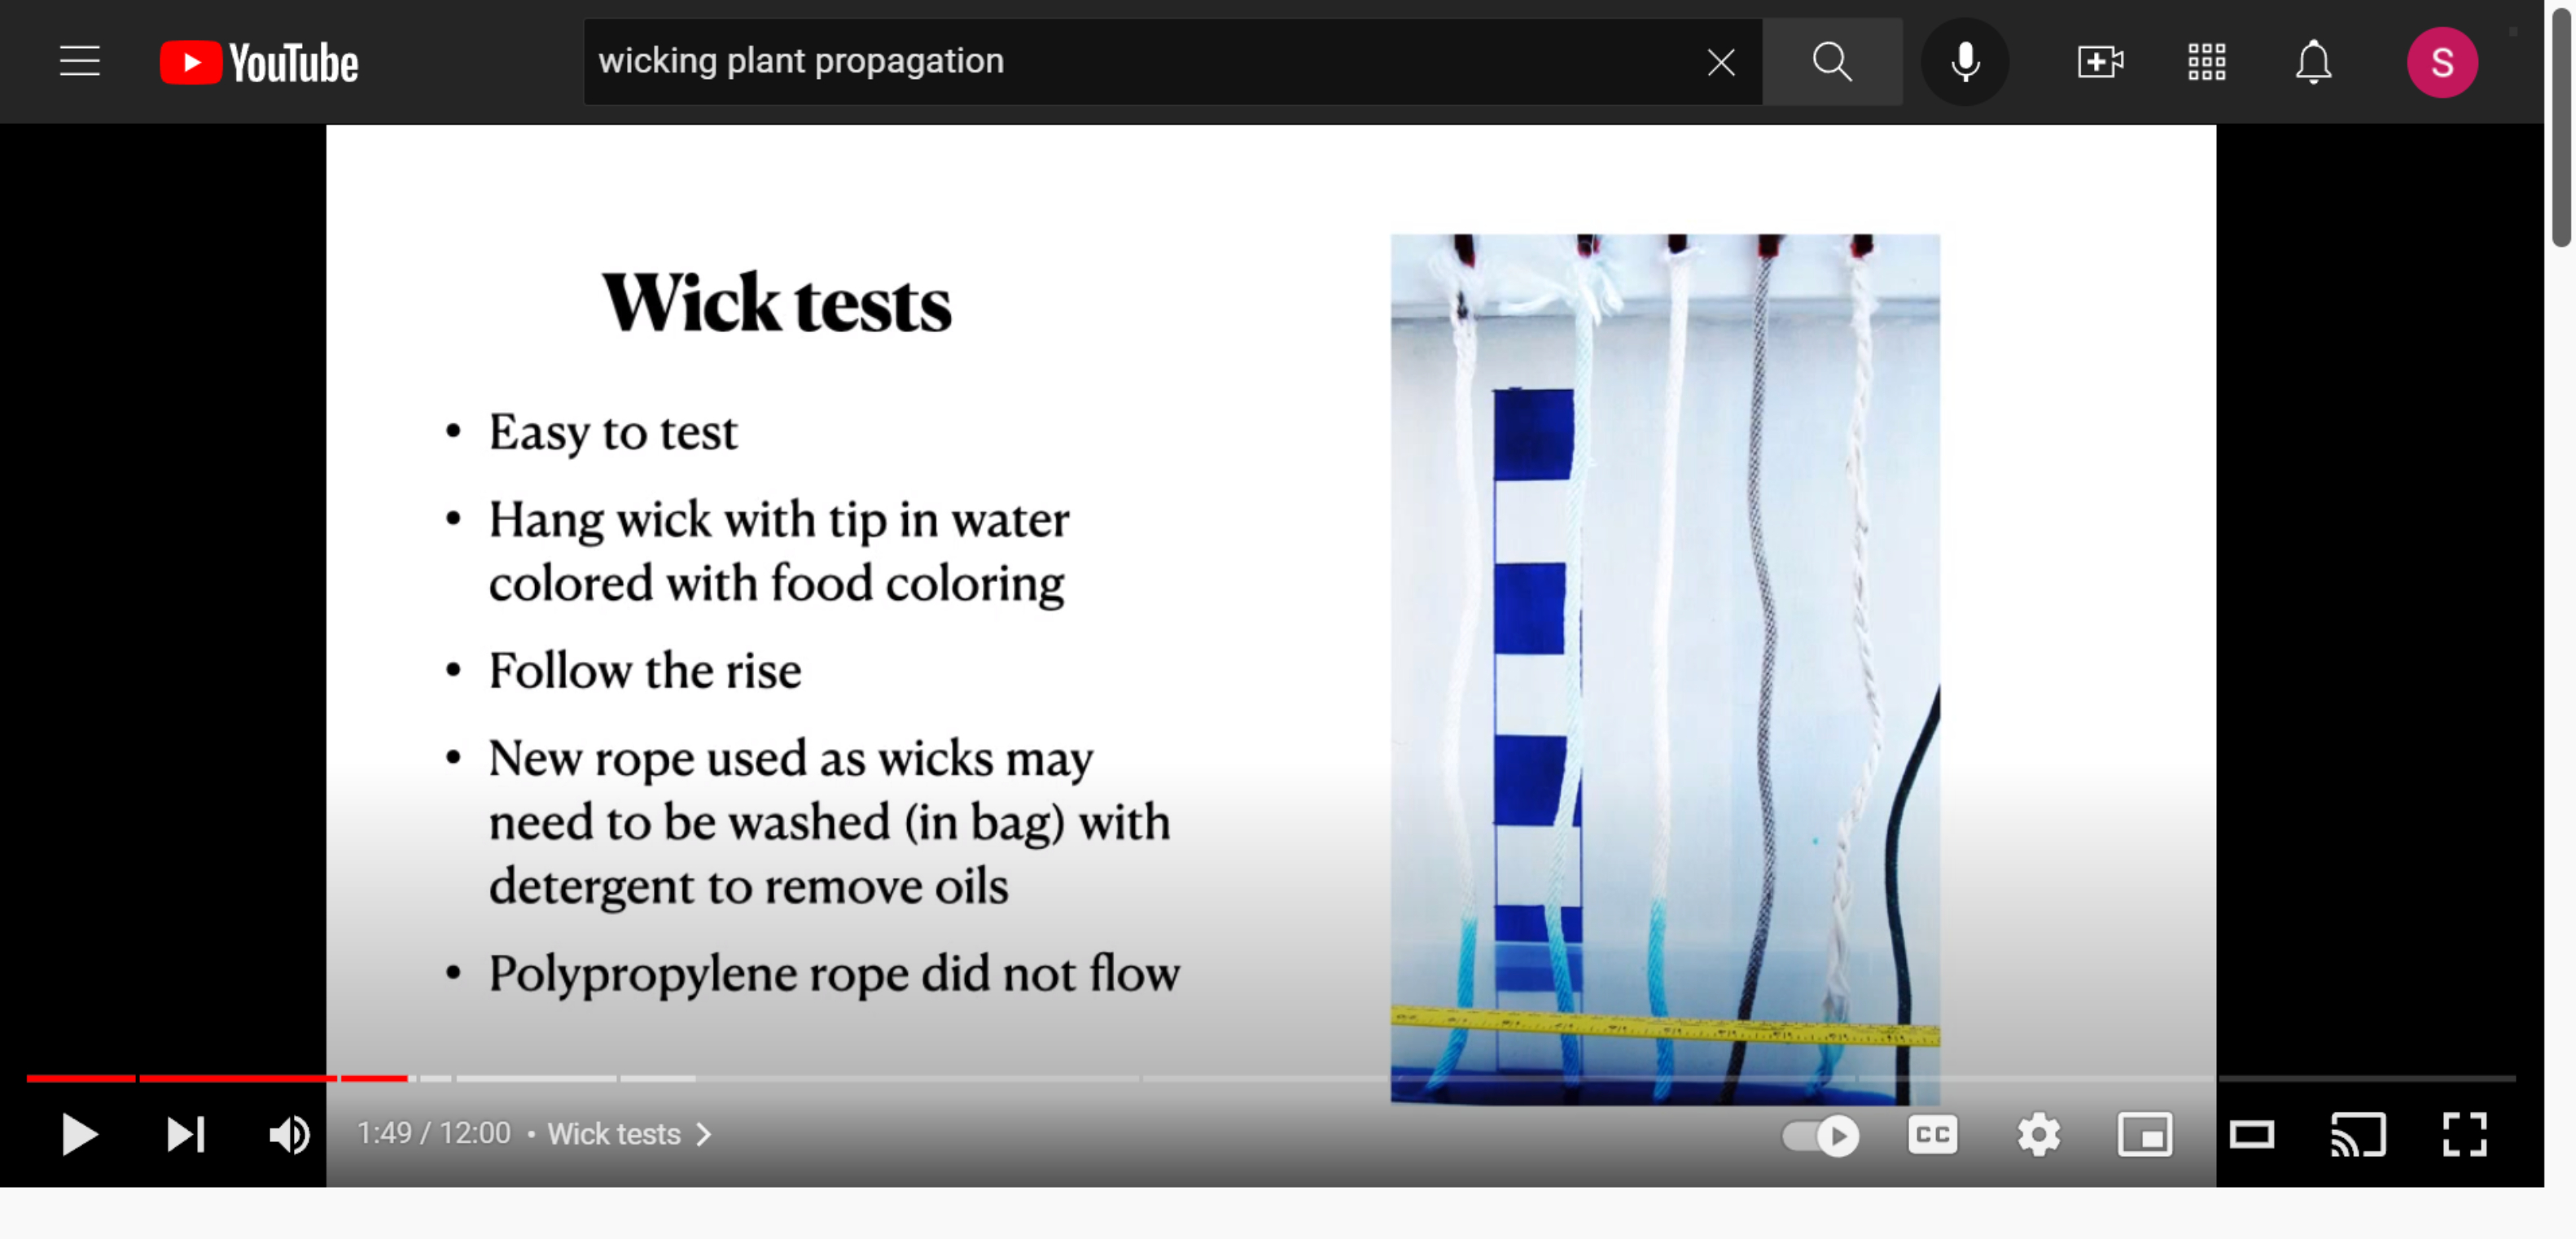 YouTube
wicking plant propagation
S
Wick tests
• Easy to test
• Hang wick with tip in water
colored with food coloring
• Follow the rise
• New rope used as wicks may
need to be washed (in bag) with
detergent to remove oils
• Polypropylene rope did not flow
1:49 / 12:00 • Wick tests
CC